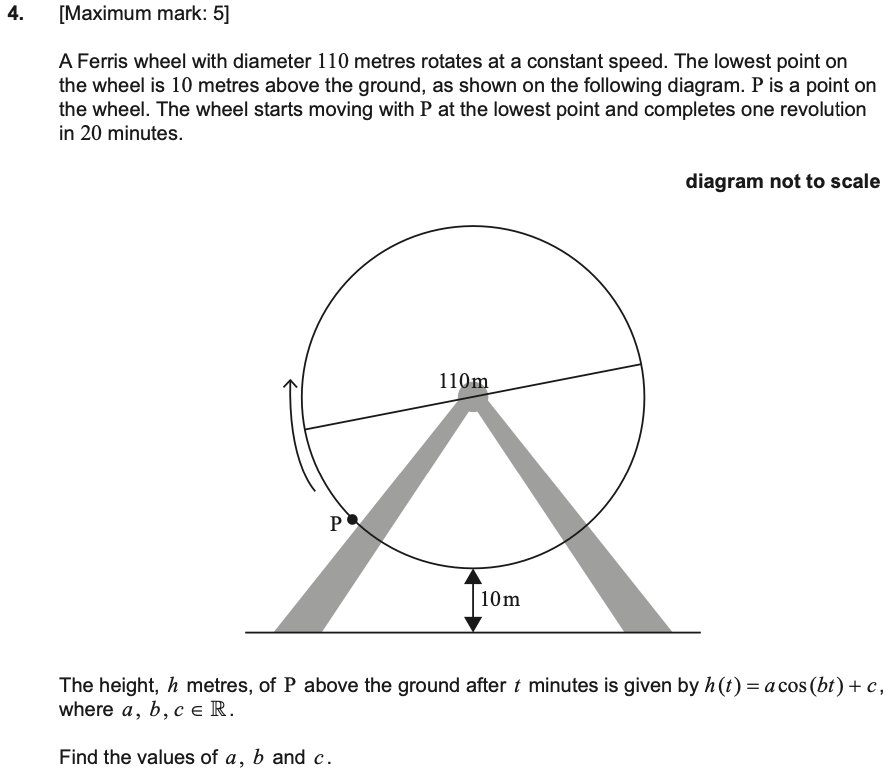 4. [Maximum mark: 5]
A Ferris wheel with diameter 110 metres rotates at a constant speed. The lowest point on
the wheel is 10 metres above the ground, as shown on the following diagram. P is a point on
the wheel. The wheel starts moving with P at the lowest point and completes one revolution
in 20 minutes.
diagram not to scale
110m
P
10m
The height, h metres, of P above the ground after t minutes is given by h(t) = a cos(bt) + c,
where a, b, c ∈ ℝ.
Find the values of a, b and c.